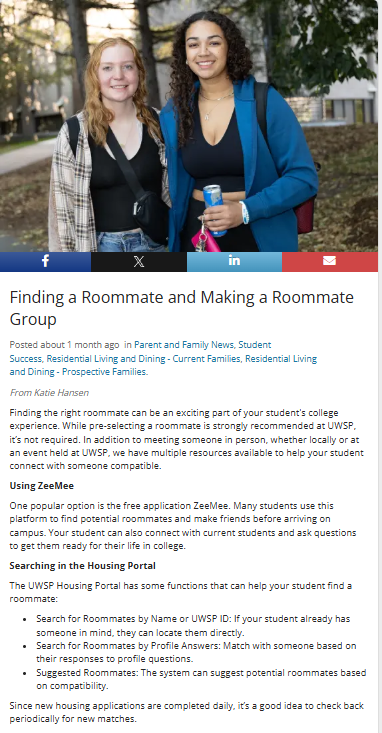 Finding a Roommate and Making a Roommate
Group
Posted about 1 month ago in Parent and Family News, Student
Success, Residential Living and Dining - Current Families, Residential Living
and Dining - Prospective Families.
From Katie Hansen
Finding the right roommate can be an exciting part of your student's college
experience. While pre-selecting a roommate is strongly recommended at UWSP,
it's not required. In addition to meeting someone in person, whether locally or at
an event held at UWSP, we have multiple resources available to help your student
connect with someone compatible.
Using ZeeMee
One popular option is the free application ZeeMee. Many students use this
platform to find potential roommates and make friends before arriving on
campus. Your student can also connect with current students and ask questions
to get them ready for their life in college.
Searching in the Housing Portal
The UWSP Housing Portal has some functions that can help your student find a
roommate:
• Search for Roommates by Name or UWSP ID: If your student already has
someone in mind, they can locate them directly.
• Search for Roommates by Profile Answers: Match with someone based on
their responses to profile questions.
• Suggested Roommates: The system can suggest potential roommates based
on compatibility.
Since new housing applications are completed daily, it's a good idea to check back
periodically for new matches.